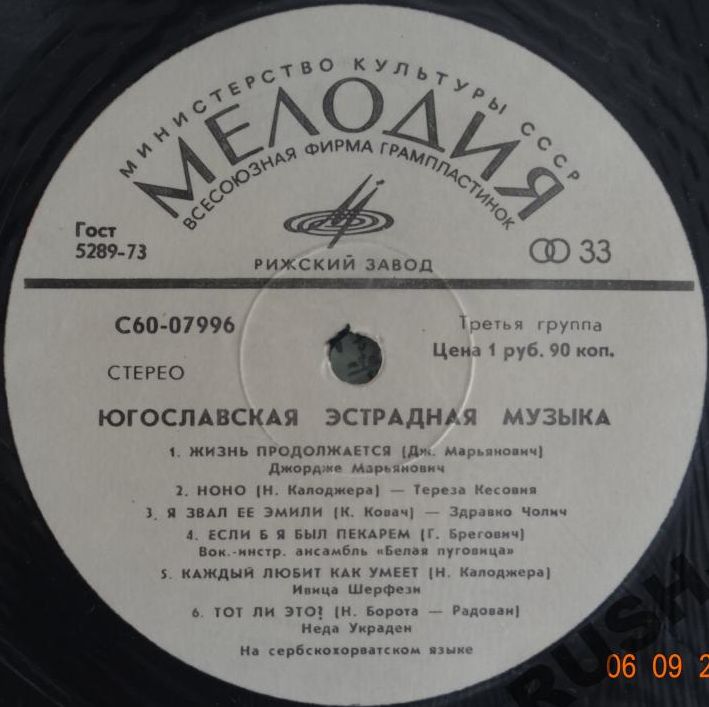 МИНИСТЕРСТВО КУЛЬТУРЫ СССР
МЕЛОДИЯ
ВСЕСОЮЗНАЯ ФИРМА ГРАМПЛАСТИНОК
Гост
5289-73
РИЖСКИЙ ЗАВОД
33
С60-07996
Третья группа
Цена 1 руб. 90 коп.
СТЕРЕО
ЮГОСЛАВСКАЯ ЭСТРАДНАЯ МУЗЫКА
1. ЖИЗНЬ ПРОДОЛЖАЕТСЯ (Дж. Марьянович)
Джордже Марьянович
2. НОНО (Н. Калоджера) — Тереза Кесовия
3. Я ЗВАЛ ЕЕ ЭМИЛИ (К. Ковач) — Здравко Чолич
4. ЕСЛИ Б Я БЫЛ ПЕКАРЕМ (Г. Брегович)
Вок.-инстр. ансамбль «Белая пуговица»
5. КАЖДЫЙ ЛЮБИТ КАК УМЕЕТ (Н. Калоджера)
Ивица Шерфези
6. ТОТ ЛИ ЭТО? (Н. Борота — Радован)
Неда Украден
На сербскохорватском языке
RUSH
06 09 2